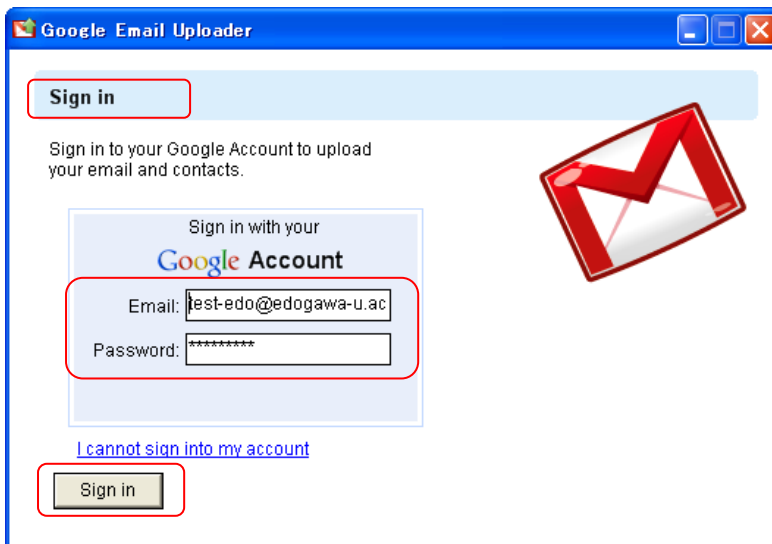 Google Email Uploader
Sign in
Sign in to your Google Account to upload
your email and contacts.
Sign in with your
Google Account
Email: test-edo@edogawa-u.ac
Password: *********
I cannot sign into my account
Sign in